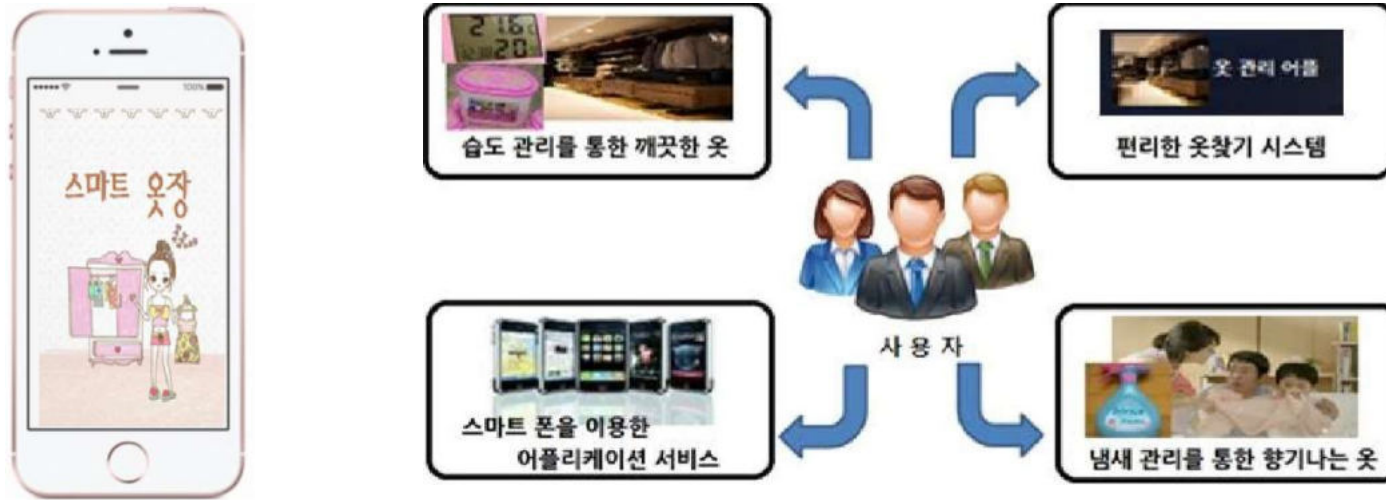 100%
스마트 옷장
습도 관리를 통한 깨끗한 옷
옷 관리 어플
편리한 옷찾기 시스템
사 용 자
스마트 폰을 이용한
어플리케이션 서비스
냄새 관리를 통한 향기나는 옷